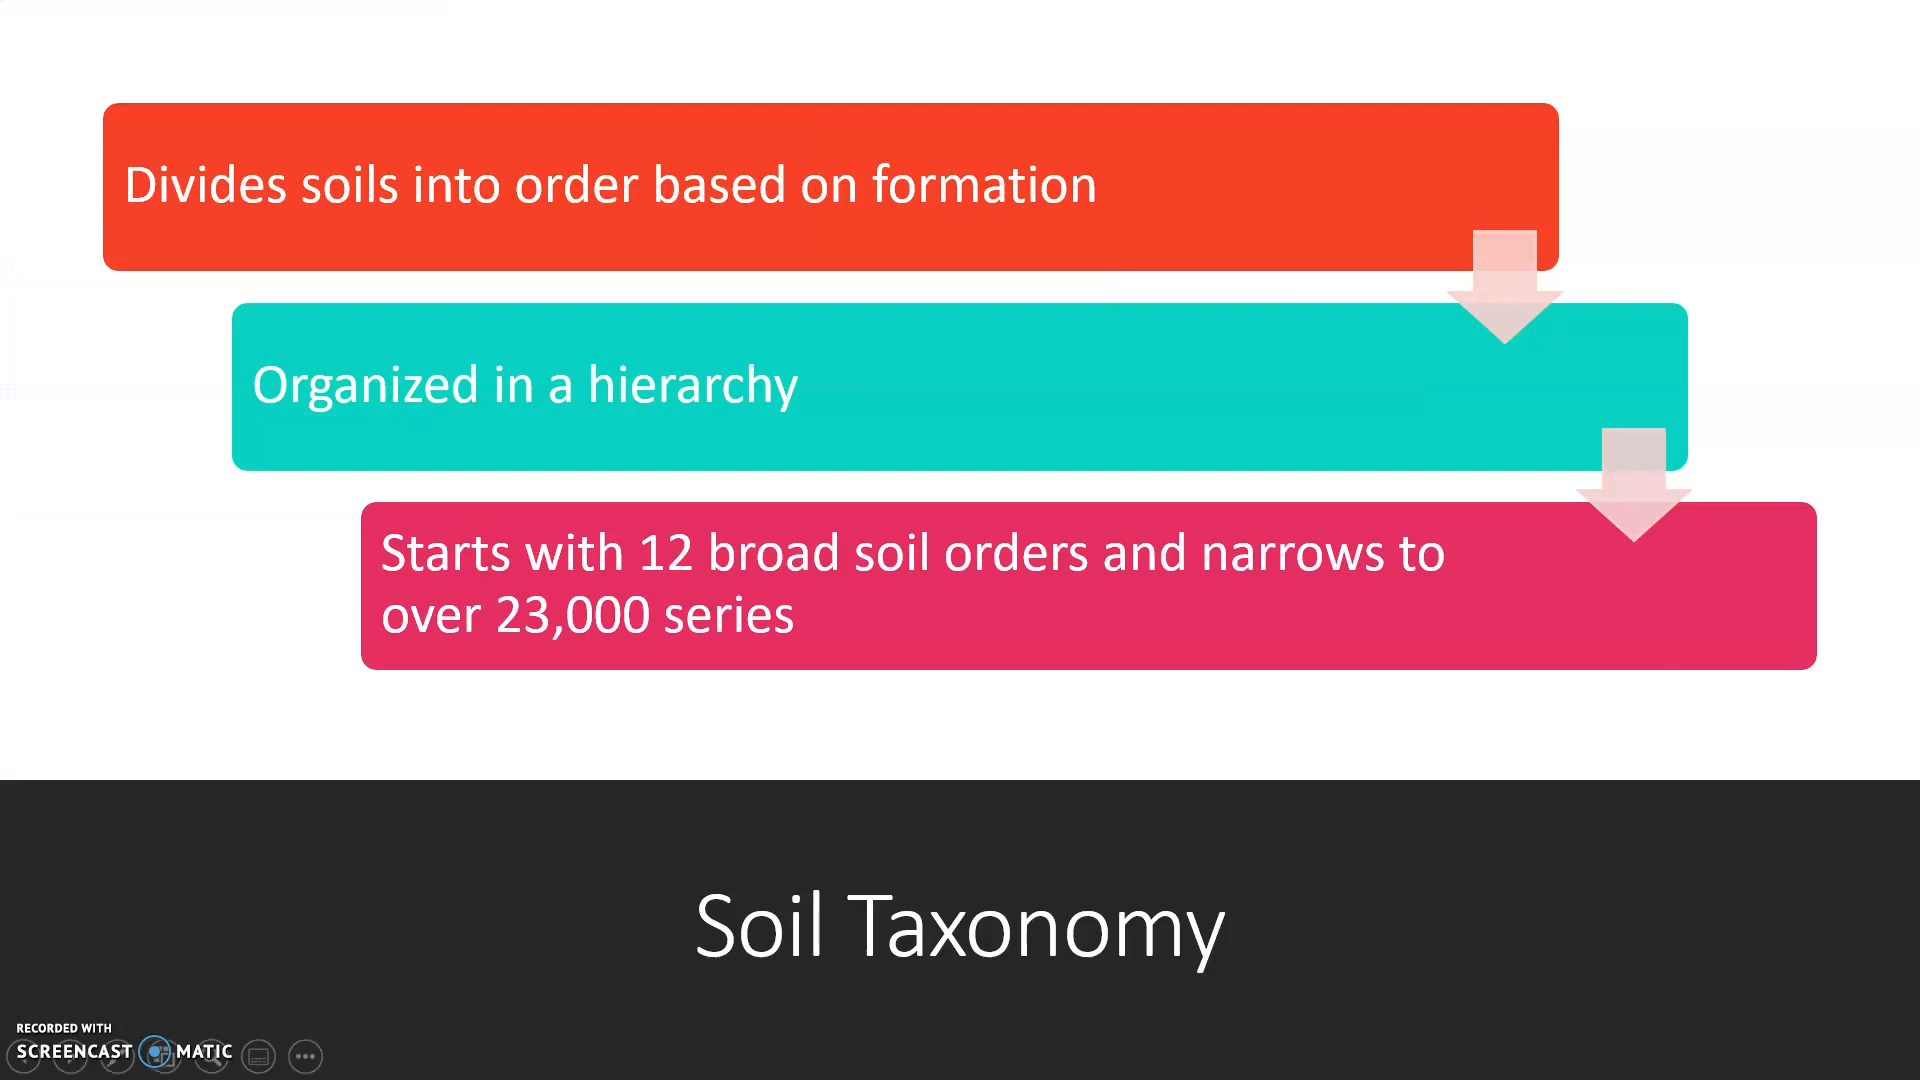 Divides soils into order based on formation
Organized in a hierarchy
Starts with 12 broad soil orders and narrows to
over 23,000 series
Soil Taxonomy
RECORDED WITH
SCREENCAST MATIC